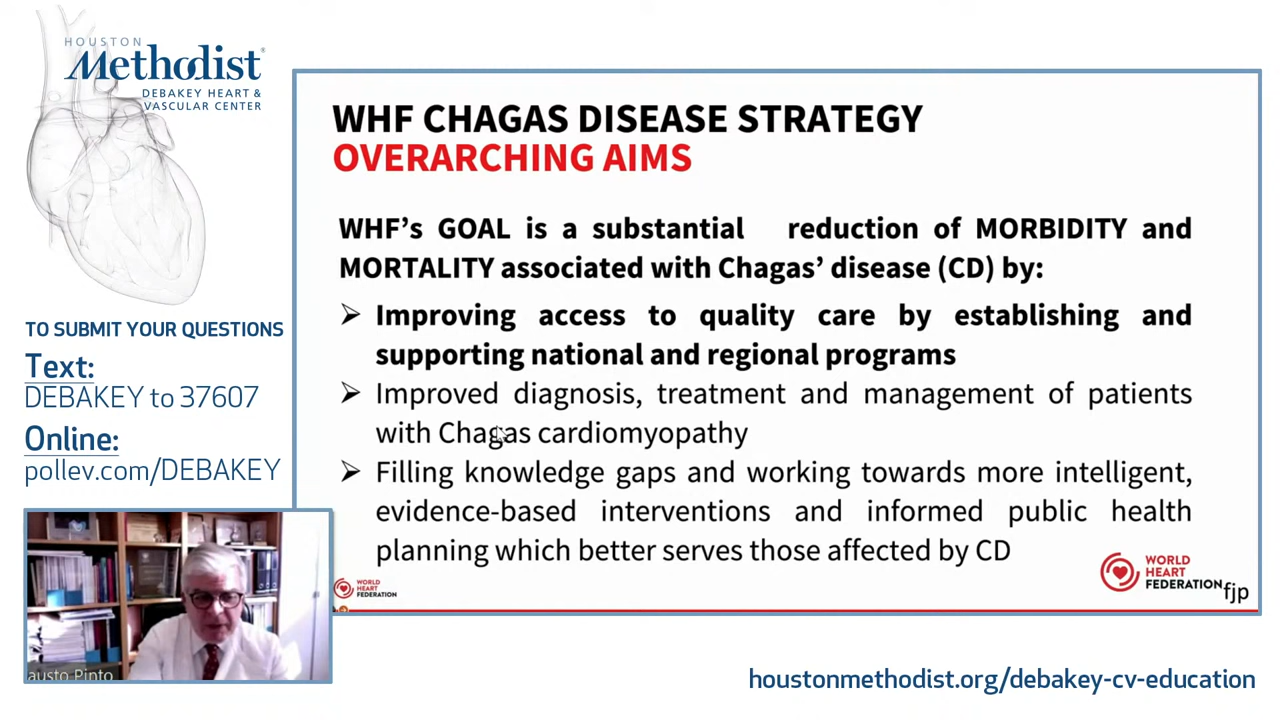 HOUSTON
Methodist
DEBAKEY HEART &
VASCULAR CENTER
TO SUBMIT YOUR QUESTIONS
Text:
DEBAKEY to 37607
Online:
pollev.com/DEBAKEY
WHF CHAGAS DISEASE STRATEGY
OVERARCHING AIMS
WHF's GOAL is a substantial reduction of MORBIDITY and
MORTALITY associated with Chagas' disease (CD) by:
➢ Improving access to quality care by establishing and
supporting national and regional programs
➢ Improved diagnosis, treatment and management of patients
with Chagas cardiomyopathy
➢ Filling knowledge gaps and working towards more intelligent,
evidence-based interventions and informed public health
planning which better serves those affected by CD
WORLD
HEART
FEDERATION
WORLD
HEART
FEDERATION
fjp
austo Pinto
houstonmethodist.org/debakey-cv-education